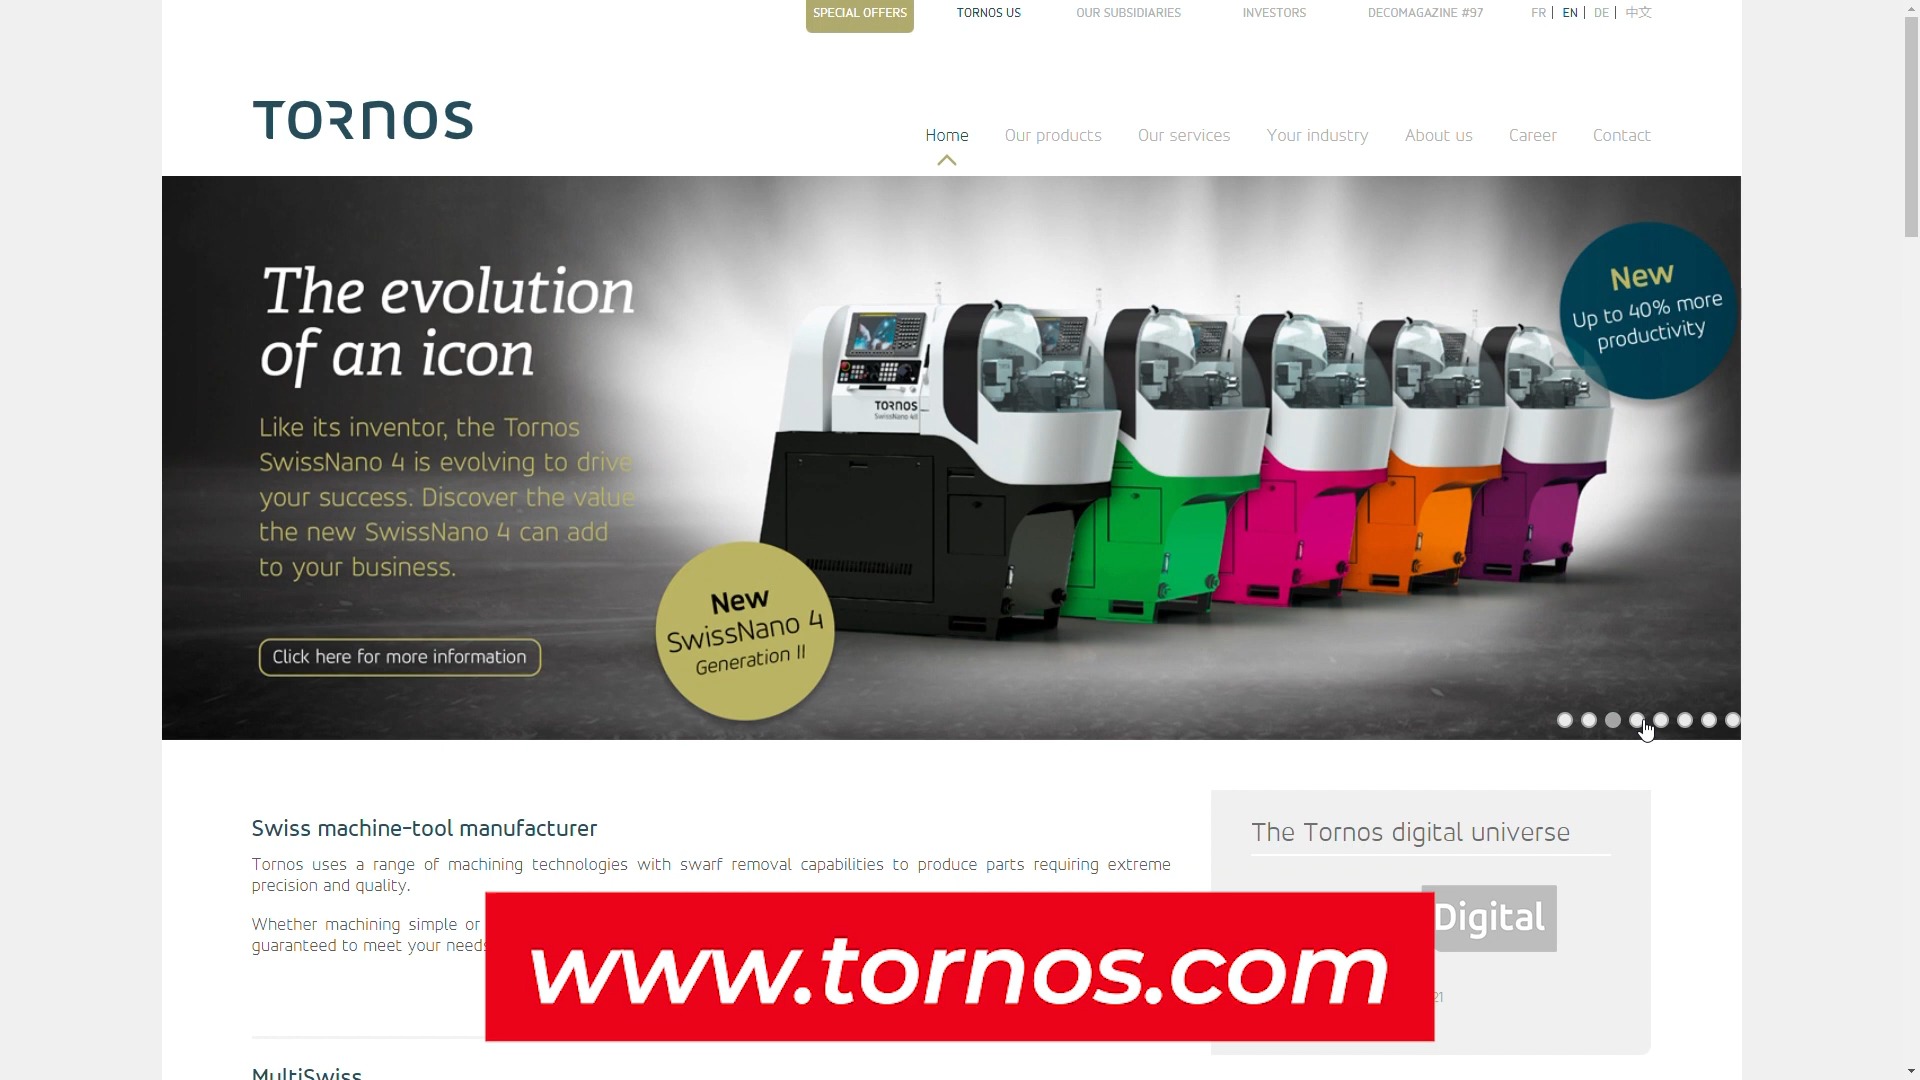 SPECIAL OFFERS
TORNOS US
OUR SUBSIDIARIES
INVESTORS
DECOMAGAZINE #97
FR | EN | DE | 中文
TORNOS
Home
Our products
Our services
Your industry
About us
Career
Contact
The evolution
of an icon
Like its inventor, the Tornos
SwissNano 4 is evolving to drive
your success. Discover the value
the new SwissNano 4 can add
to your business.
Click here for more information
New
SwissNano 4
Generation II
TORNOS
New
Up to 40% more
productivity
Swiss machine-tool manufacturer
Tornos uses a range of machining technologies with swarf removal capabilities to produce parts requiring extreme
precision and quality.
Whether machining simple or
guaranteed to meet your needs
The Tornos digital universe
Digital
21
www.tornos.com
MultiSwiss